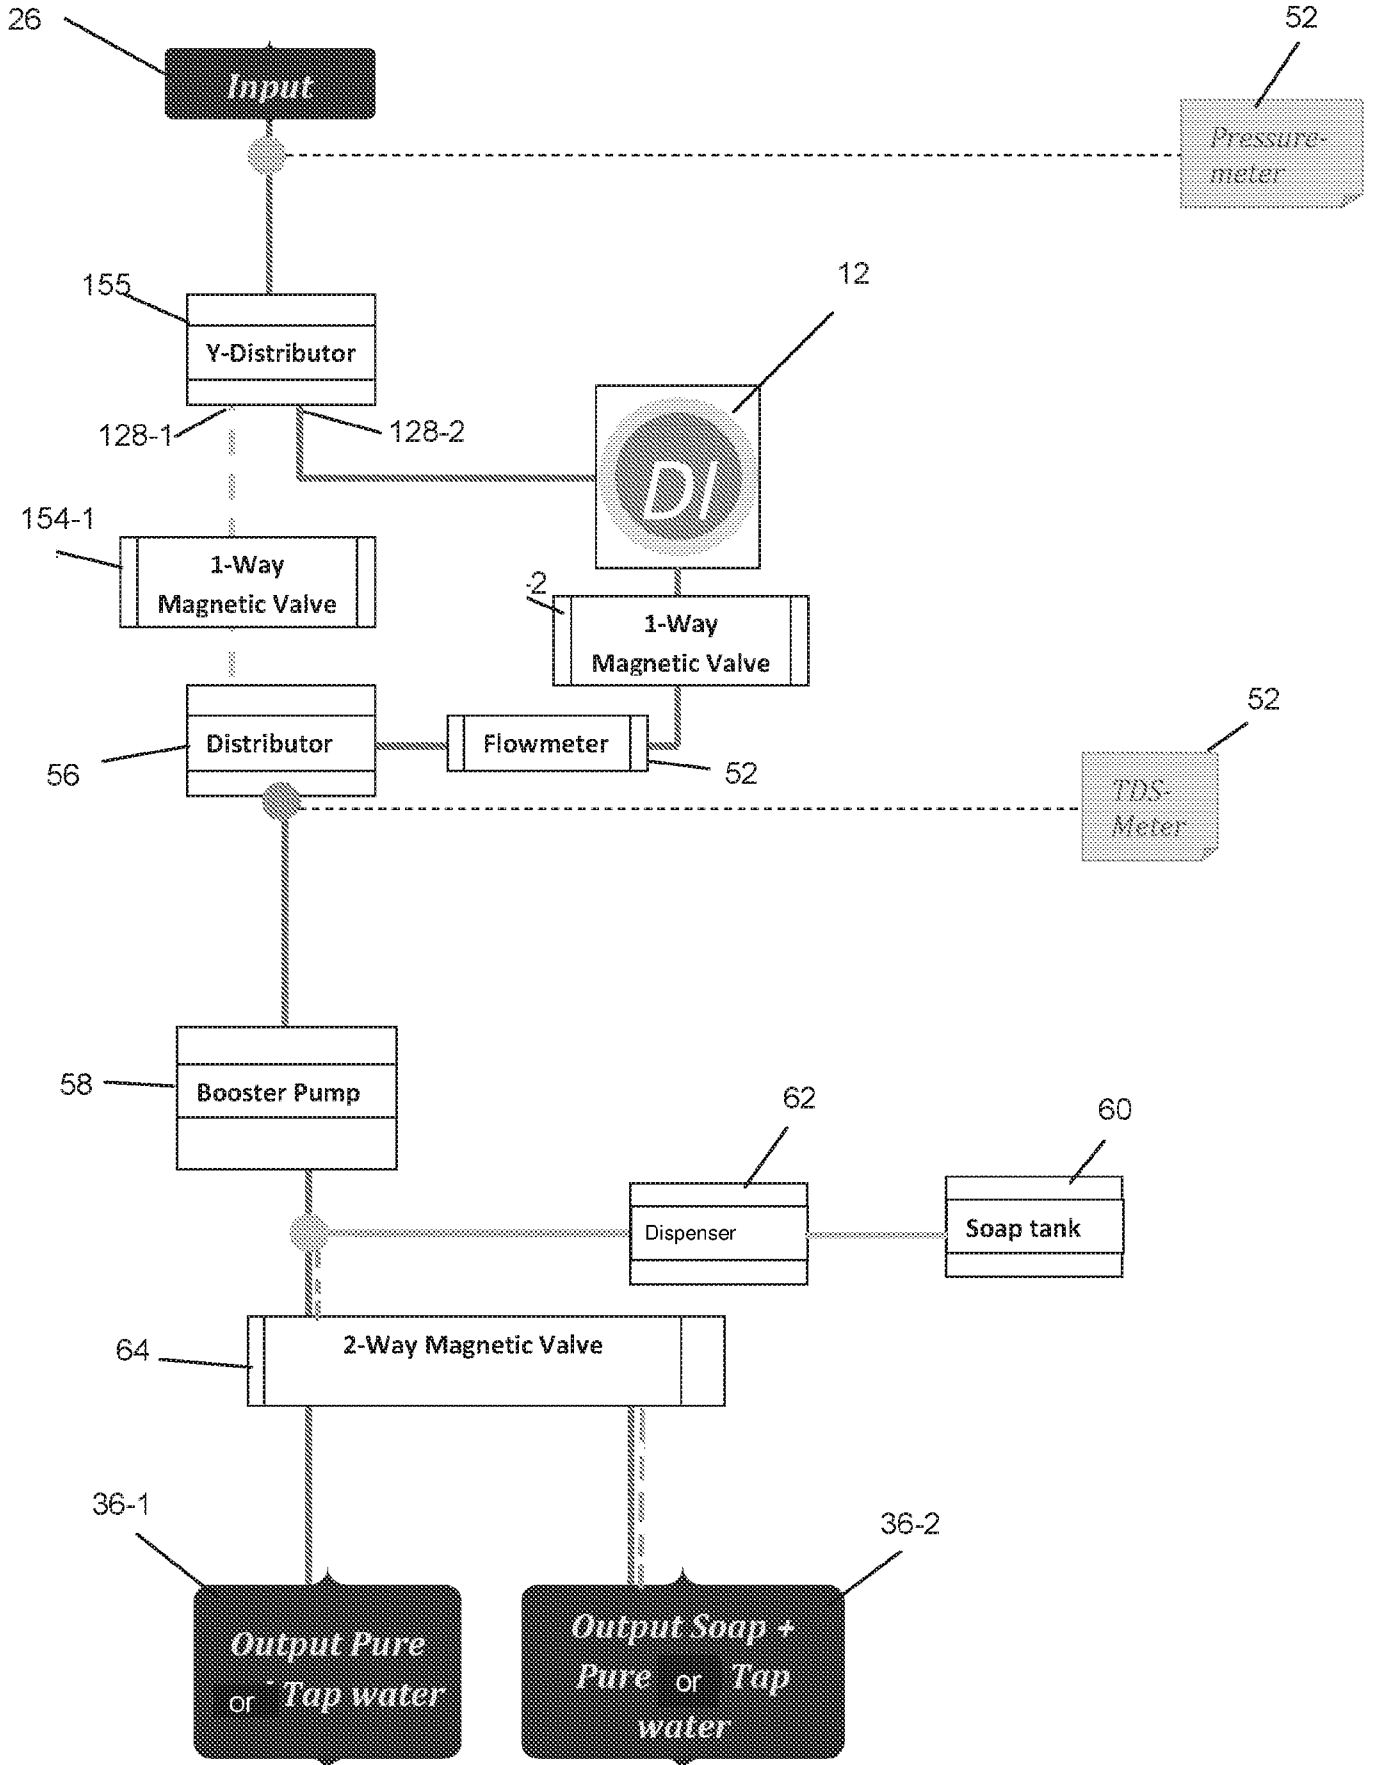 26
52
Input
Pressure-
meter
155
12
Y-Distributor
128-1
128-2
DI
154-1
1-Way
Magnetic Valve
-2
1-Way
Magnetic Valve
52
Distributor
Flowmeter
56
52
TDS-
Meter
58
Booster Pump
62
60
Dispenser
Soap tank
64
2-Way Magnetic Valve
36-1
36-2
Output Pure
or Tap water
Output Soap +
Pure or Tap
water